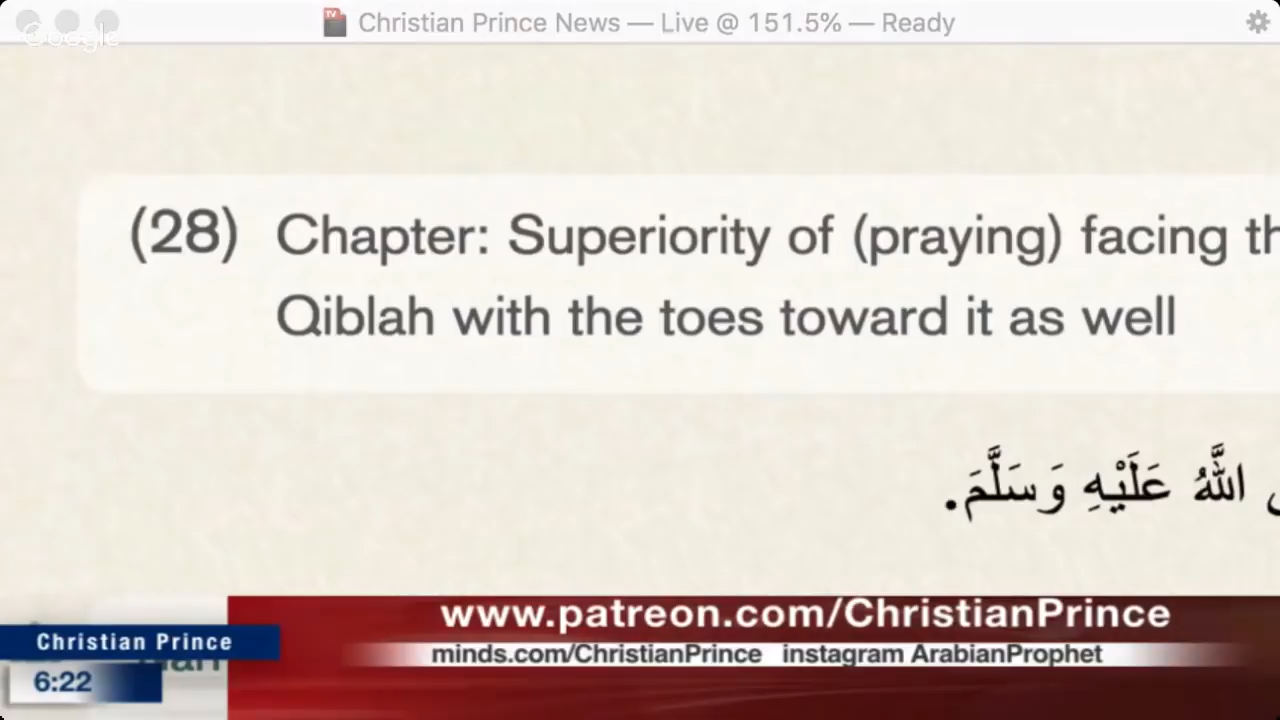 Christian Prince News — Live @ 151.5% — Ready
Google
(28) Chapter: Superiority of (praying) facing th
Qiblah with the toes toward it as well
اللَّهُ عَلَيْهِ وَسَلَّمَ.
www.patreon.com/ChristianPrince
Christian Prince
minds.com/ChristianPrince instagram ArabianProphet
6:22